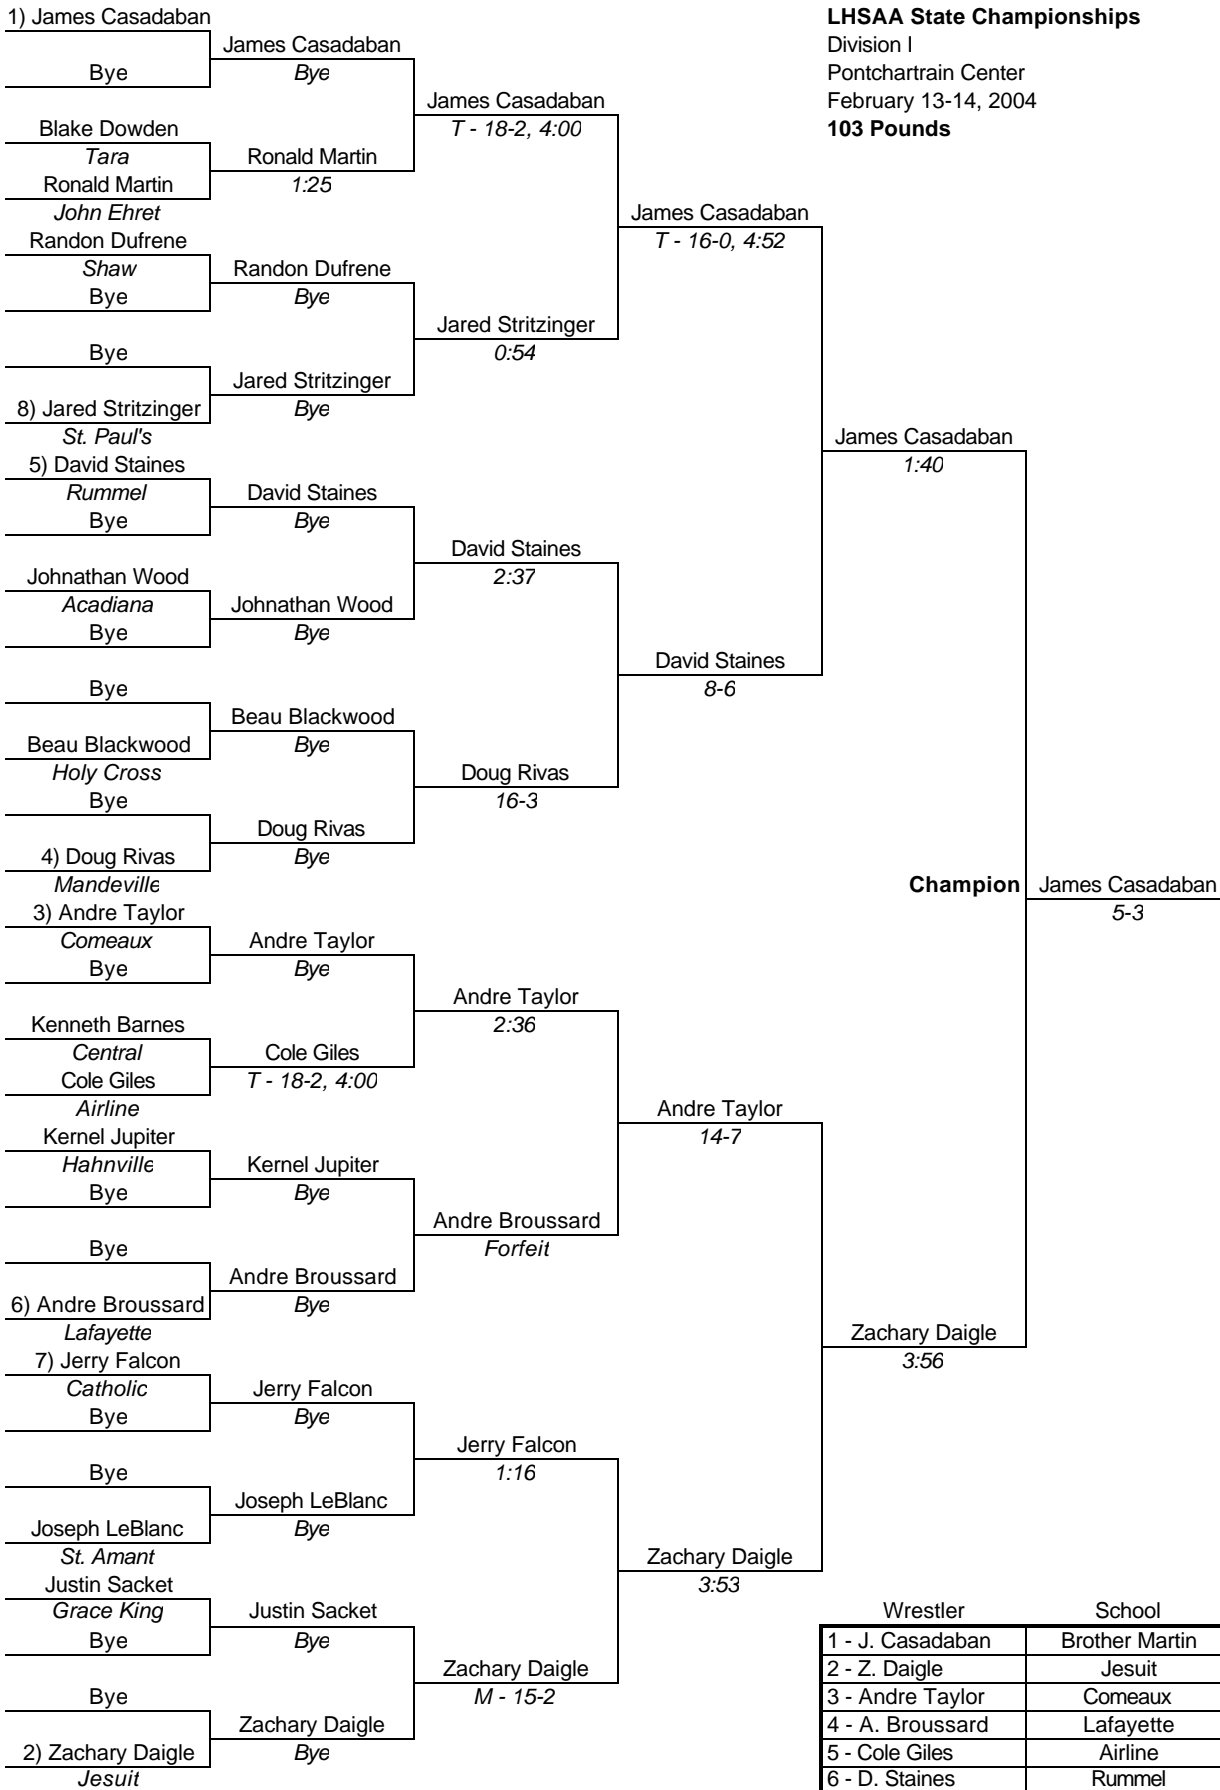 1) James Casadaban
Bye
Blake Dowden
Tara
Ronald Martin
John Ehret
Randon Dufrene
Shaw
Bye
Bye
8) Jared Stritzinger
St. Paul's
5) David Staines
Rummel
Bye
Johnathan Wood
Acadiana
Bye
Bye
Beau Blackwood
Holy Cross
Bye
4) Doug Rivas
Mandeville
3) Andre Taylor
Comeaux
Bye
Kenneth Barnes
Central
Cole Giles
Airline
Kernel Jupiter
Hahnville
Bye
Bye
6) Andre Broussard
Lafayette
7) Jerry Falcon
Catholic
Bye
Bye
Joseph LeBlanc
St. Amant
Justin Sacket
Grace King
Bye
Bye
2) Zachary Daigle
Jesuit
James Casadaban
Bye
Ronald Martin
1:25
Randon Dufrene
Bye
Jared Stritzinger
Bye
David Staines
Bye
Johnathan Wood
Bye
Beau Blackwood
Bye
Doug Rivas
Bye
Andre Taylor
Bye
Cole Giles
T - 18-2, 4:00
Kernel Jupiter
Bye
Andre Broussard
Bye
Jerry Falcon
Bye
Joseph LeBlanc
Bye
Justin Sacket
Bye
Zachary Daigle
Bye
James Casadaban
T - 18-2, 4:00
Jared Stritzinger
0:54
David Staines
2:37
Doug Rivas
16-3
Andre Taylor
2:36
Andre Broussard
Forfeit
Jerry Falcon
1:16
Zachary Daigle
M - 15-2
James Casadaban
T - 16-0, 4:52
David Staines
8-6
Andre Taylor
14-7
Zachary Daigle
3:53
LHSAA State Championships
Division I
Pontchartrain Center
February 13-14, 2004
103 Pounds
James Casadaban
1:40
Zachary Daigle
3:56
Champion James Casadaban
5-3
Wrestler School
1 - J. Casadaban Brother Martin
2 - Z. Daigle Jesuit
3 - Andre Taylor Comeaux
4 - A. Broussard Lafayette
5 - Cole Giles Airline
6 - D. Staines Rummel